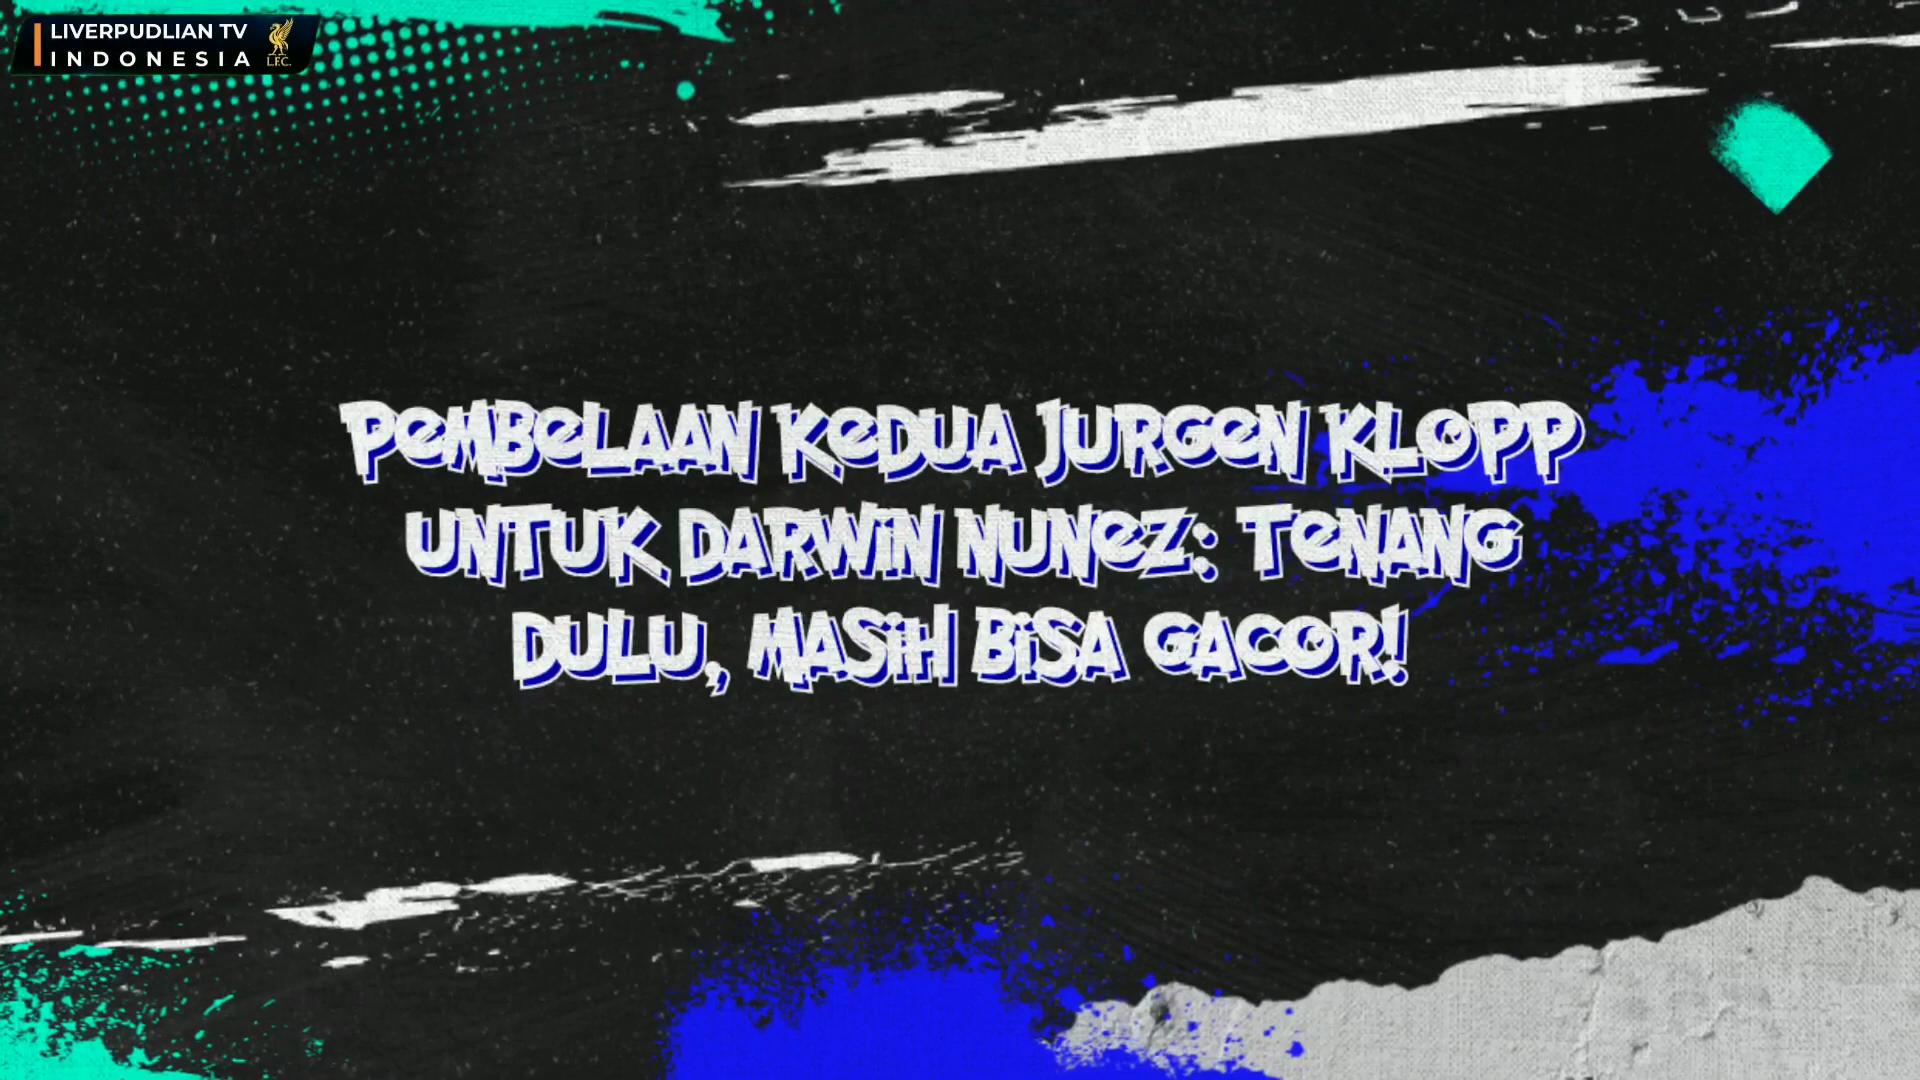 LIVERPUDLIAN TV
INDONESIA
L.F.C.
PeMBeLAAN KeDUA JURGeN KLOPP
UNTUK DARWiN NUNeZ: TeNANG
DULU, MASiH BiSA GACOR!